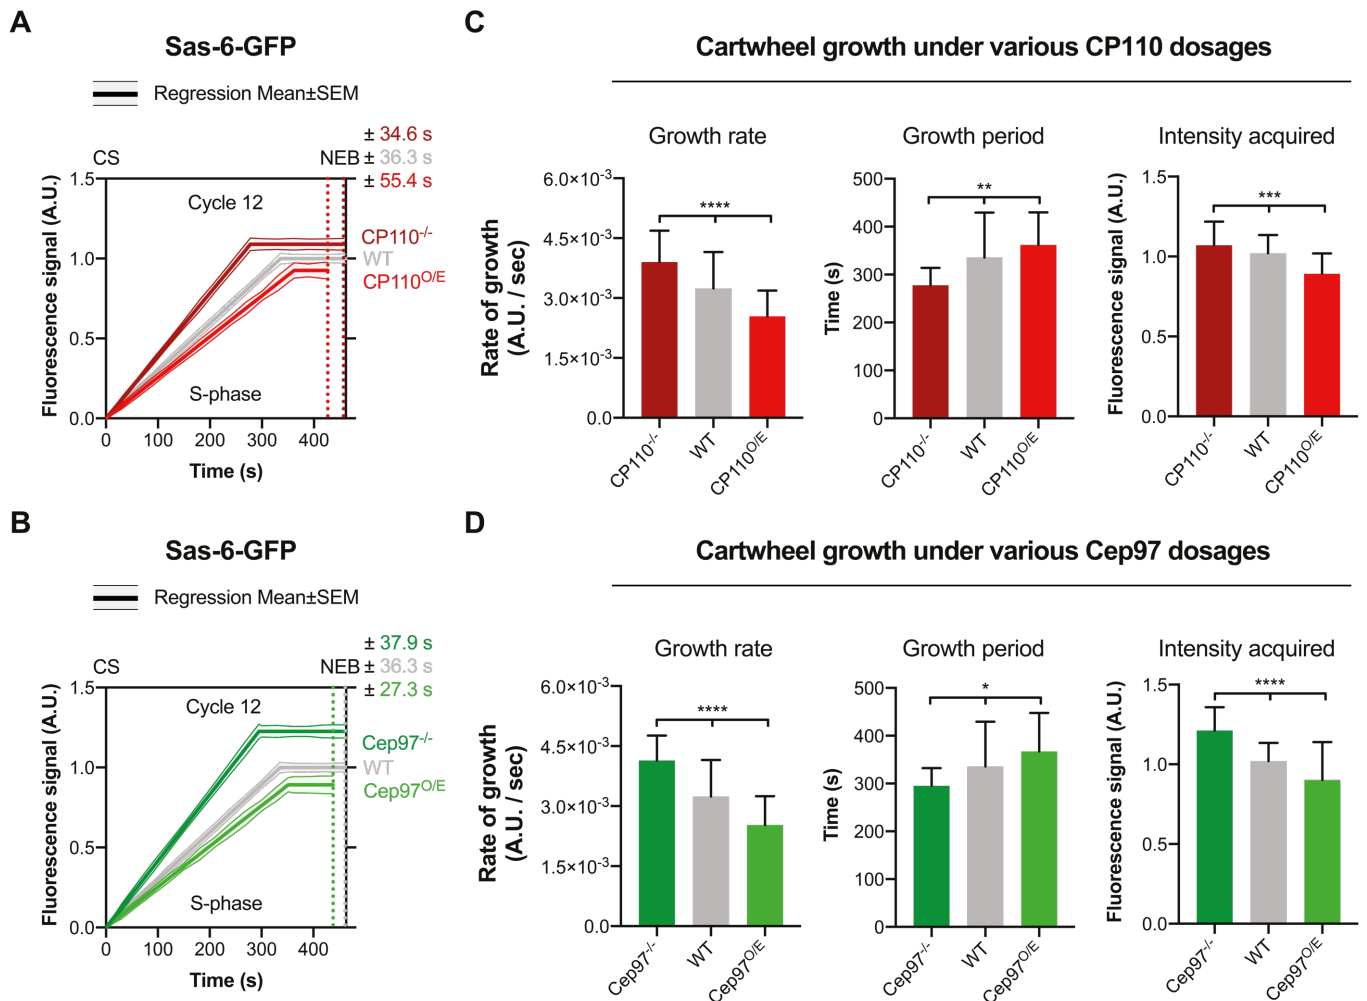 A
Sas-6-GFP
Regression Mean±SEM
± 34.6 s
CS
NEB ± 36.3 s
± 55.4 s
Fluorescence signal (A.U.)
1.5
1.0
0.5
0.0
Cycle 12
CP110-/-
WT
CP110O/E
S-phase
0 100 200 300 400
Time (s)
C
Cartwheel growth under various CP110 dosages
Growth rate
Rate of growth
(A.U. / sec)
6.0×10-3
4.5×10-3
3.0×10-3
1.5×10-3
0.0
****
CP110-/- WT CP110O/E
Growth period
Time (s)
500
400
300
200
100
0
**
CP110-/- WT CP110O/E
Intensity acquired
Fluorescence signal (A.U.)
1.5
1.0
0.5
0.0
***
CP110-/- WT CP110O/E
B
Sas-6-GFP
Regression Mean±SEM
± 37.9 s
CS
NEB ± 36.3 s
± 27.3 s
Fluorescence signal (A.U.)
1.5
1.0
0.5
0.0
Cycle 12
Cep97-/-
WT
Cep97O/E
S-phase
0 100 200 300 400
Time (s)
D
Cartwheel growth under various Cep97 dosages
Growth rate
Rate of growth
(A.U. / sec)
6.0×10-3
4.5×10-3
3.0×10-3
1.5×10-3
0.0
****
Cep97-/- WT Cep97O/E
Growth period
Time (s)
500
400
300
200
100
0
*
Cep97-/- WT Cep97O/E
Intensity acquired
Fluorescence signal (A.U.)
1.5
1.0
0.5
0.0
****
Cep97-/- WT Cep97O/E